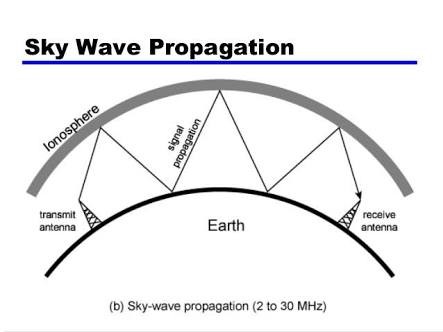 Sky Wave Propagation
Ionosphere
signal
propagation
transmit
antenna
Earth
receive
antenna
(b) Sky-wave propagation (2 to 30 MHz)